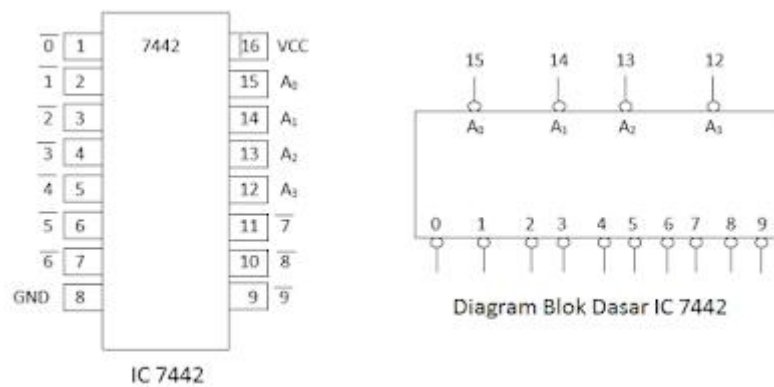 0̅ 1 7442 16 VCC
1̅ 2 15 A₀
2̅ 3 14 A₁
3̅ 4 13 A₂
4̅ 5 12 A₃
5̅ 6 11 7̅
6̅ 7 10 8̅
GND 8 9 9̅
IC 7442
15 14 13 12
A₀ A₁ A₂ A₃
0 1 2 3 4 5 6 7 8 9
Diagram Blok Dasar IC 7442